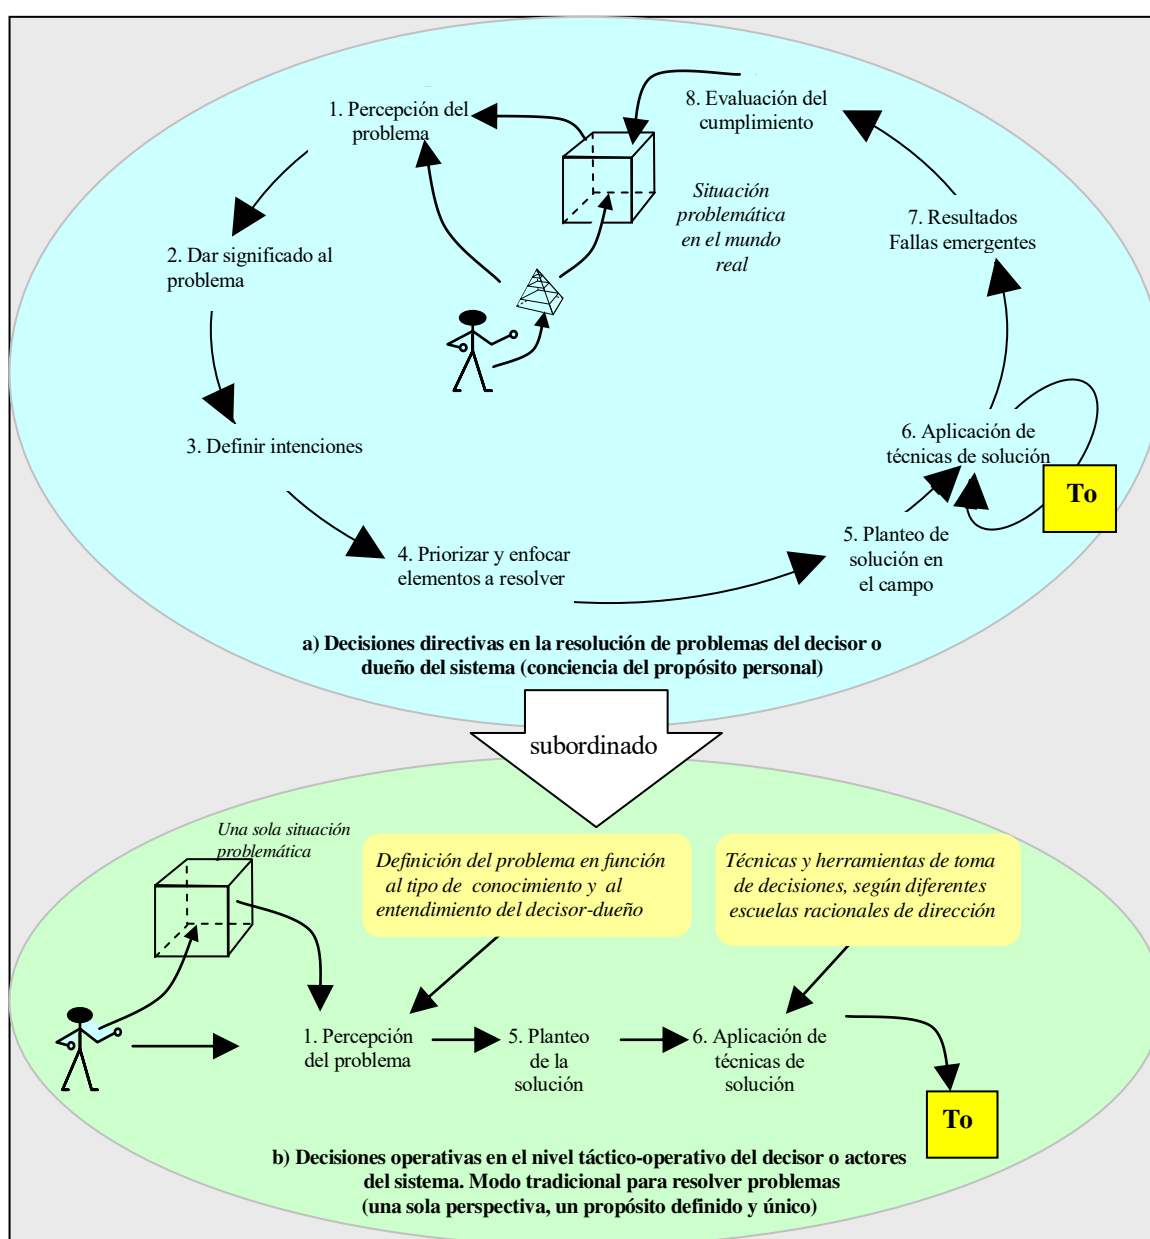 1. Percepción del
problema
8. Evaluación del
cumplimiento
Situación
problemática
en el mundo
real
7. Resultados
Fallas emergentes
2. Dar significado al
problema
3. Definir intenciones
6. Aplicación de
técnicas de solución
To
5. Planteo de
solución en
el campo
4. Priorizar y enfocar
elementos a resolver
a) Decisiones directivas en la resolución de problemas del decisor o
dueño del sistema (conciencia del propósito personal)
subordinado
Una sola situación
problemática
Definición del problema en función
al tipo de conocimiento y al
entendimiento del decisor-dueño
Técnicas y herramientas de toma
de decisiones, según diferentes
escuelas racionales de dirección
1. Percepción
del problema
5. Planteo
de la
solución
6. Aplicación de
técnicas de
solución
To
b) Decisiones operativas en el nivel táctico-operativo del decisor o actores
del sistema. Modo tradicional para resolver problemas
(una sola perspectiva, un propósito definido y único)